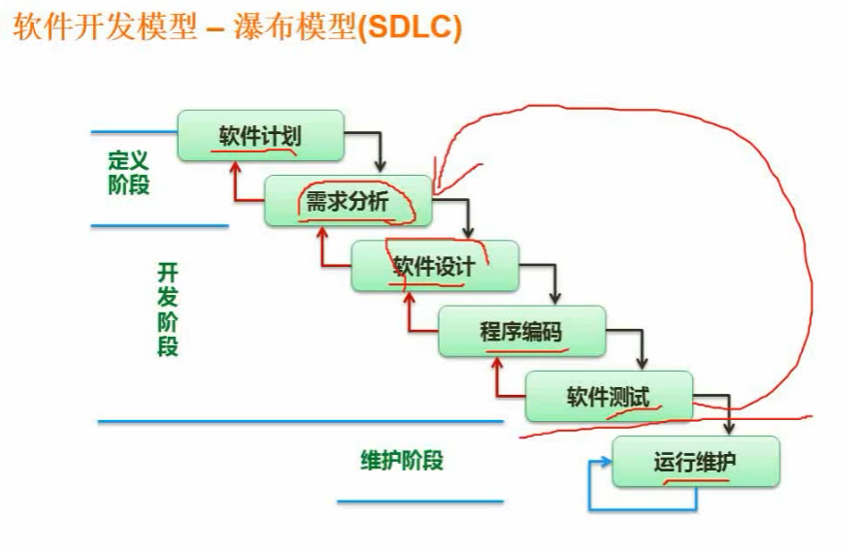 软件开发模型 – 瀑布模型(SDLC)
软件计划
定义
阶段
需求分析
软件设计
开
发
阶
段
程序编码
软件测试
维护阶段
运行维护